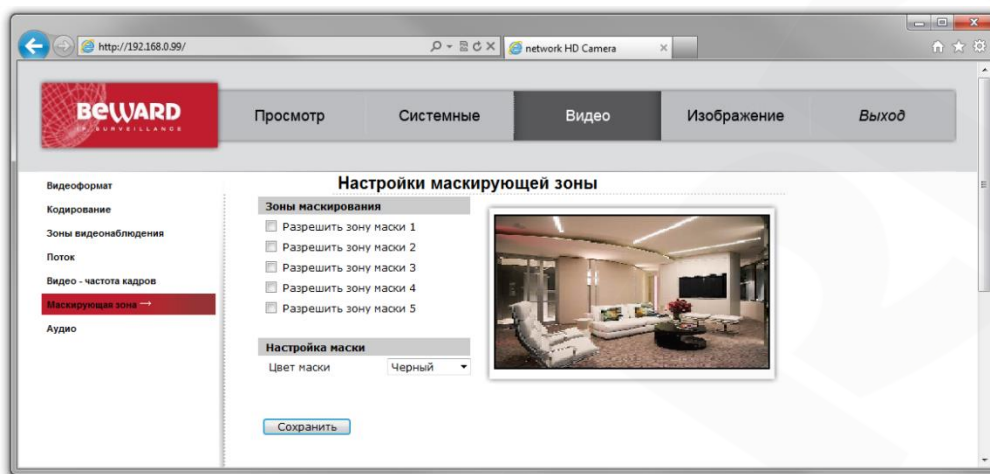 http://192.168.0.99/
network HD Camera
BEWARD
IP SURVEILLANCE
Просмотр
Системные
Видео
Изображение
Выход
Видеоформат
Кодирование
Зоны видеонаблюдения
Поток
Видео - частота кадров
Маскирующая зона →
Аудио
Настройки маскирующей зоны
Зоны маскирования
Разрешить зону маски 1
Разрешить зону маски 2
Разрешить зону маски 3
Разрешить зону маски 4
Разрешить зону маски 5
Настройка маски
Цвет маски
Черный
Сохранить